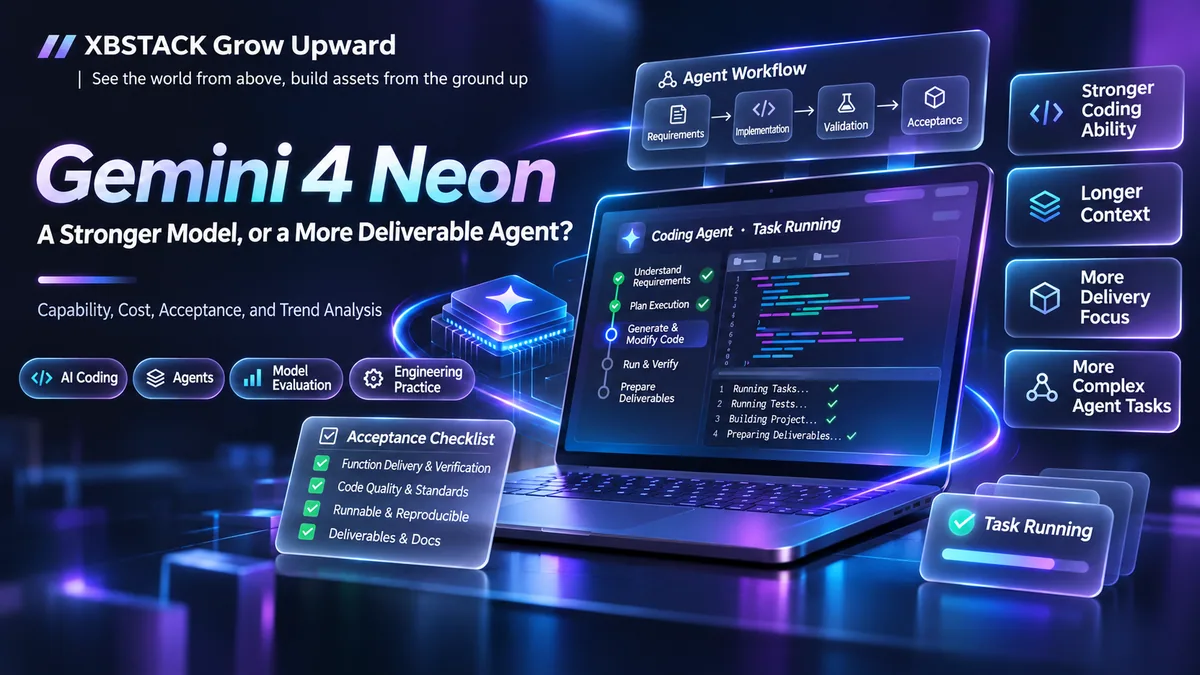 XBSTACK Grow Upward
See the world from above, build assets from the ground up
Gemini 4 Neon
A Stronger Model, or a More Deliverable Agent?
Capability, Cost, Acceptance, and Trend Analysis
</> AI Coding
Agents
Model
Evaluation
Engineering
Practice
Acceptance Checklist
Function Delivery & Verification
Code Quality & Standards
Runnable & Reproducible
Deliverables & Docs
Agent Workflow
Requirements
Implementation
Validation
Acceptance
Coding Agent · Task Running
Understand
Requirements
Plan Execution
Generate &
Modify Code
Run & Verify
Prepare
Deliverables
1 Running Tasks...
2 Running Tests...
3 Building Project...
4 Preparing Deliverables...
Stronger
Coding
Ability
Longer
Context
More
Delivery
Focus
More
Complex
Agent Tasks
Task Running